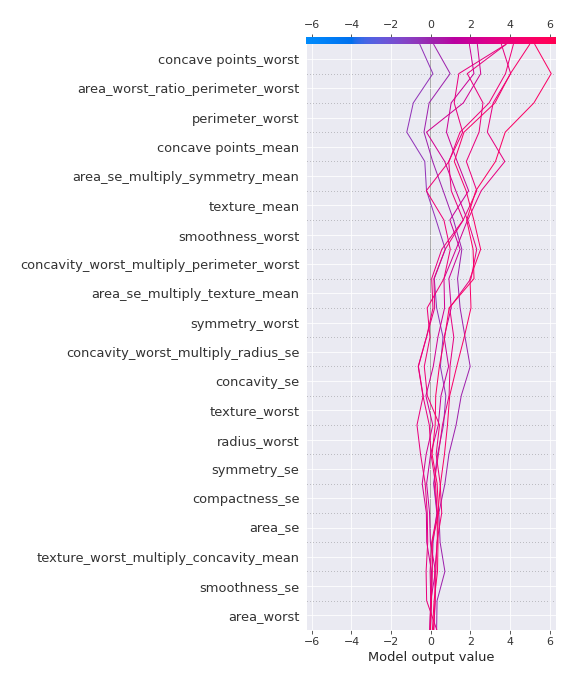 −6 −4 −2 0 2 4 6
concave points_worst
area_worst_ratio_perimeter_worst
perimeter_worst
concave points_mean
area_se_multiply_symmetry_mean
texture_mean
smoothness_worst
concavity_worst_multiply_perimeter_worst
area_se_multiply_texture_mean
symmetry_worst
concavity_worst_multiply_radius_se
concavity_se
texture_worst
radius_worst
symmetry_se
compactness_se
area_se
texture_worst_multiply_concavity_mean
smoothness_se
area_worst
−6 −4 −2 0 2 4 6
Model output value